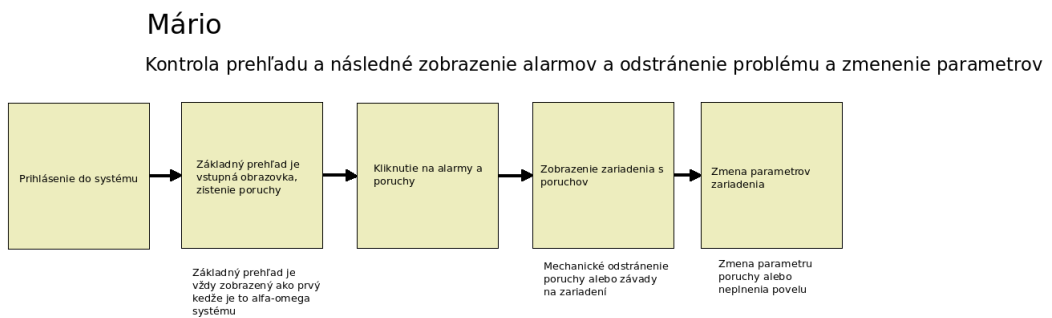 Mário
Kontrola prehľadu a následné zobrazenie alarmov a odstránenie problému a zmenenie parametrov
Prihlásenie do systému
Základný prehľad je
vstupná obrazovka,
zistenie poruchy
Kliknutie na alarmy a
poruchy
Zobrazenie zariadenia s
poruchov
Zmena parametrov
zariadenia
Základný prehľad je
vždy zobrazený ako prvý
kedže je to alfa-omega
systému
Mechanické odstránenie
poruchy alebo závady
na zariadení
Zmena parametru
poruchy alebo
neplnenia povelu